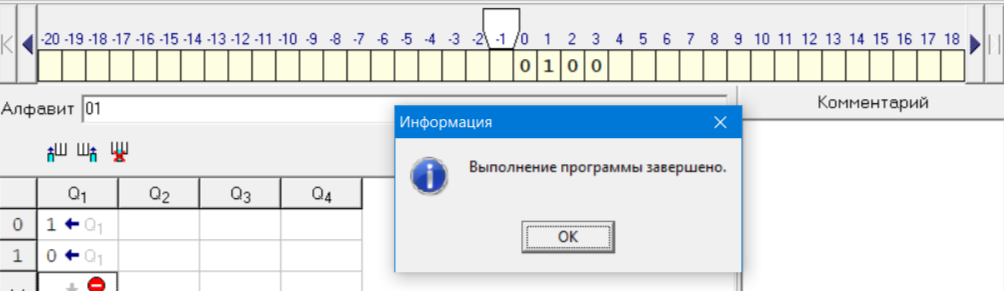 -20 -19 -18 -17 -16 -15 -14 -13 -12 -11 -10 -9 -8 -7 -6 -5 -4 -3 -2 -1 0 1 2 3 4 5 6 7 8 9 10 11 12 13 14 15 16 17 18
0 1 0 0
Алфавит 01
Комментарий
Информация
Выполнение программы завершено.
OK
Q1 Q2 Q3 Q4
0 1 Q1
1 0 Q1